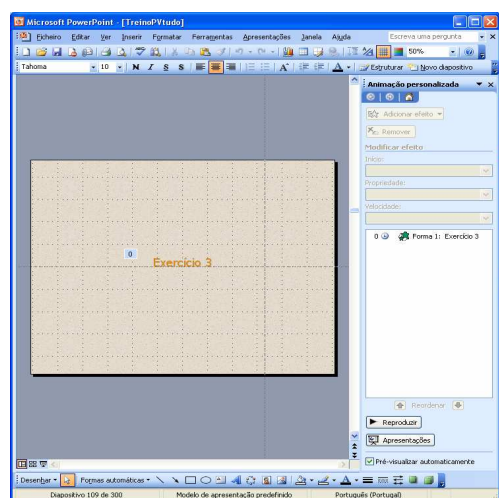 Microsoft PowerPoint - [TreinoPVtudo]
Ficheiro Editar Ver Inserir Formatar Ferramentas Apresentações Janela Ajuda Escreva uma pergunta
50%
Tahoma 10 N I S S Estruturar Novo diapositivo
Animação personalizada
Adicionar efeito
Remover
Modificar efeito
Início:
Propriedade:
Velocidade:
0 Forma 1: Exercício 3
0
Exercício 3
Reordenar
Reproduzir
Apresentações
Pré-visualizar automaticamente
Desenhar Formas automáticas
Diapositivo 109 de 300 Modelo de apresentação predefinido Português (Portugal)